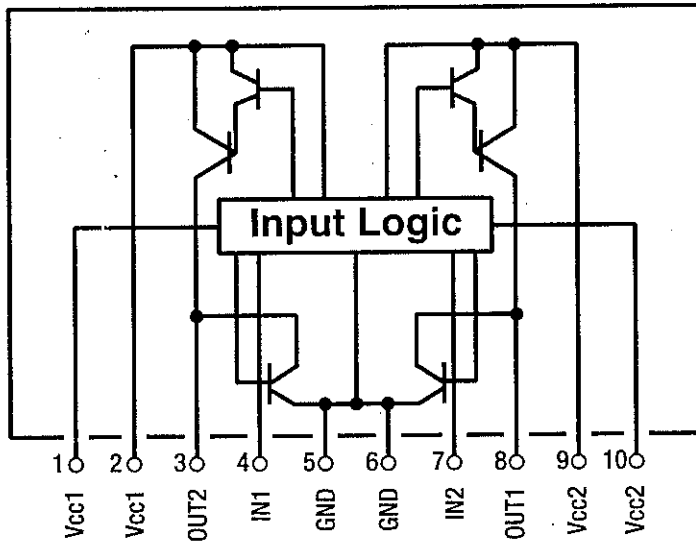 Input Logic
1 2 3 4 5 6 7 8 9 10
Vcc1
Vcc1
OUT2
IN1
GND
GND
IN2
OUT1
Vcc2
Vcc2